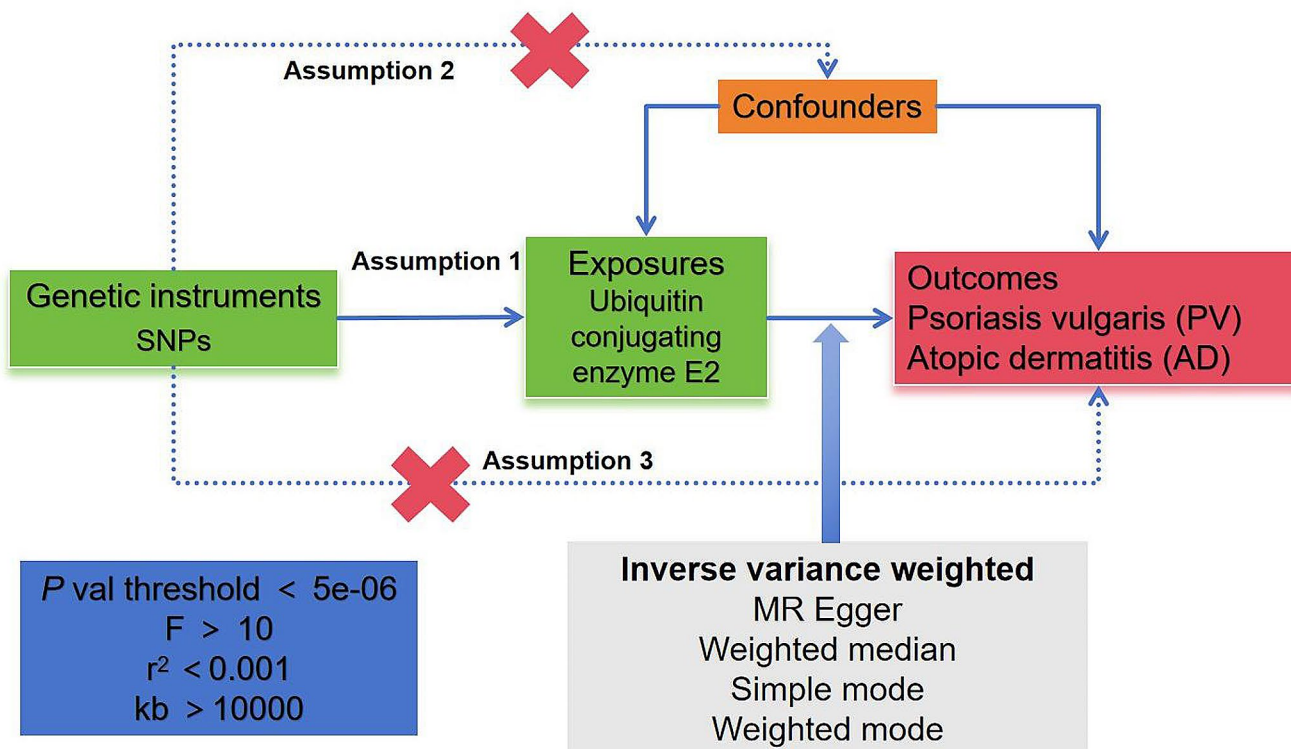 Assumption 2
Confounders
Assumption 1
Genetic instruments
SNPs
Exposures
Ubiquitin
conjugating
enzyme E2
Outcomes
Psoriasis vulgaris (PV)
Atopic dermatitis (AD)
Assumption 3
P val threshold < 5e-06
F > 10
r² < 0.001
kb > 10000
Inverse variance weighted
MR Egger
Weighted median
Simple mode
Weighted mode